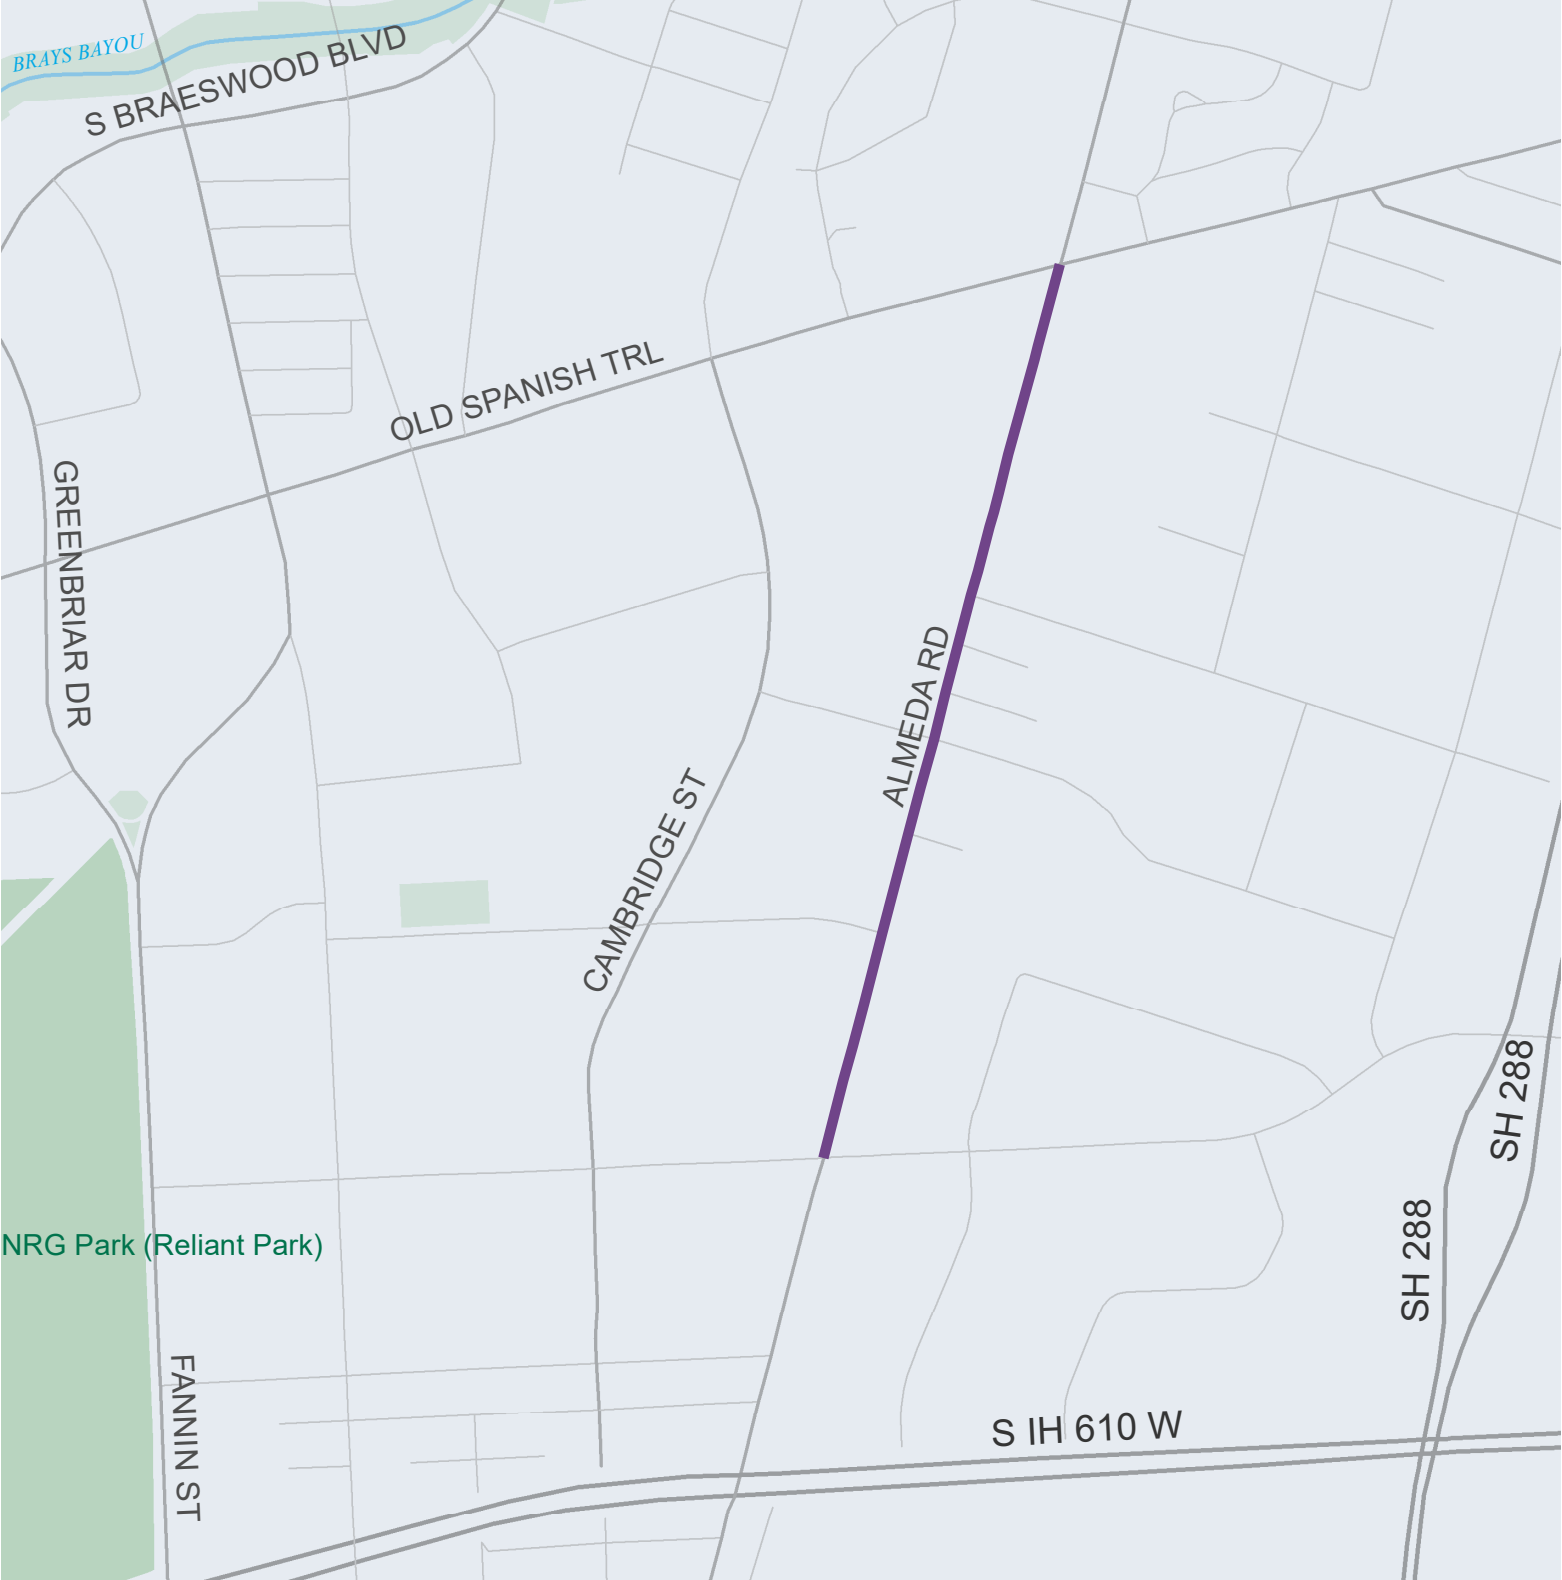 BRAYS BAYOU
S BRAESWOOD BLVD
OLD SPANISH TRL
GREENBRIAR DR
ALMEDA RD
CAMBRIDGE ST
SH 288
SH 288
NRG Park (Reliant Park)
FANNIN ST
S IH 610 W